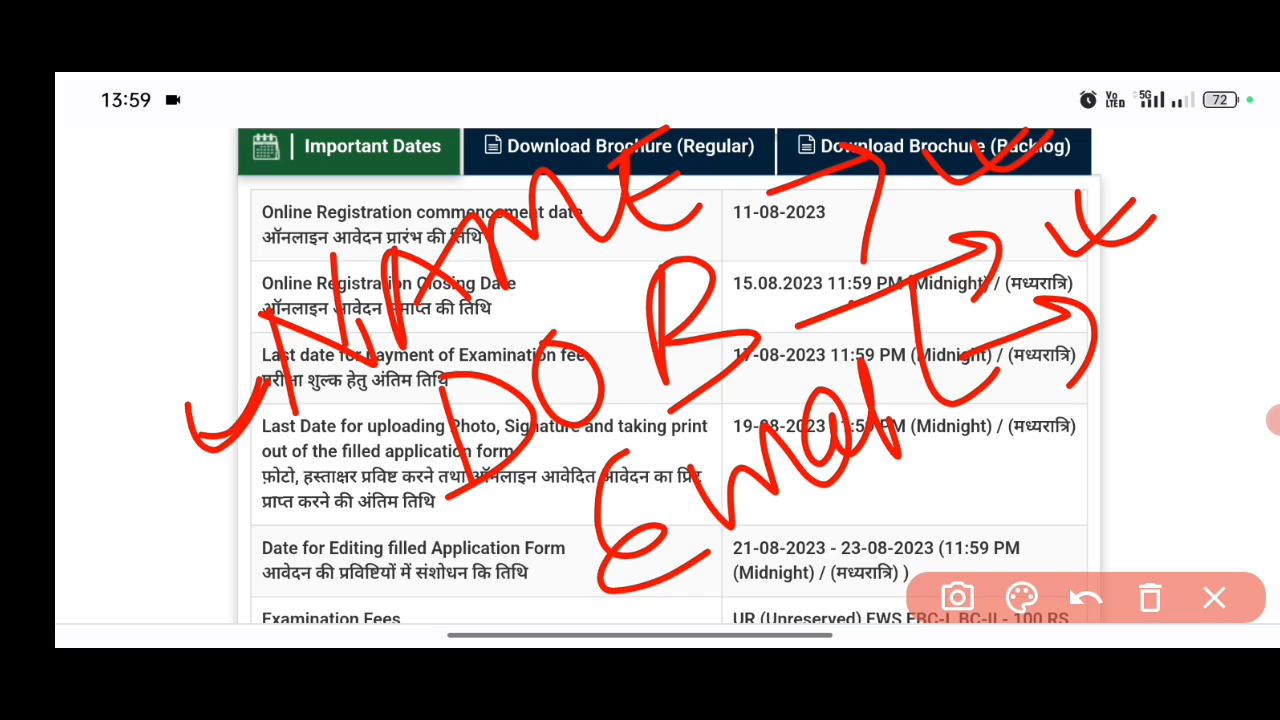 13:59 Vo LTED 5G 72
Important Dates Download Brochure (Regular) Download Brochure (Backlog)
Online Registration commencement date 11-08-2023
ऑनलाइन आवेदन प्रारंभ की तिथि
Online Registration Closing Date 15.08.2023 11:59 PM (Midnight) / (मध्यरात्रि)
ऑनलाइन आवेदन समाप्त की तिथि
Last date for payment of Examination fee 17-08-2023 11:59 PM (Midnight) / (मध्यरात्रि)
परीक्षा शुल्क हेतु अंतिम तिथि
Last Date for uploading Photo, Signature and taking print 19-08-2023 11:59 PM (Midnight) / (मध्यरात्रि)
out of the filled application form
फ़ोटो, हस्ताक्षर प्रविष्ट करने तथा ऑनलाइन आवेदित आवेदन का प्रिंट
प्राप्त करने की अंतिम तिथि
Date for Editing filled Application Form 21-08-2023 - 23-08-2023 (11:59 PM
आवेदन की प्रविष्टियों में संशोधन कि तिथि (Midnight) / (मध्यरात्रि) )
Examination Fees UR (Unreserved) EWS EBC-I, BC-II - 100 RS
NAME
DOB
Email